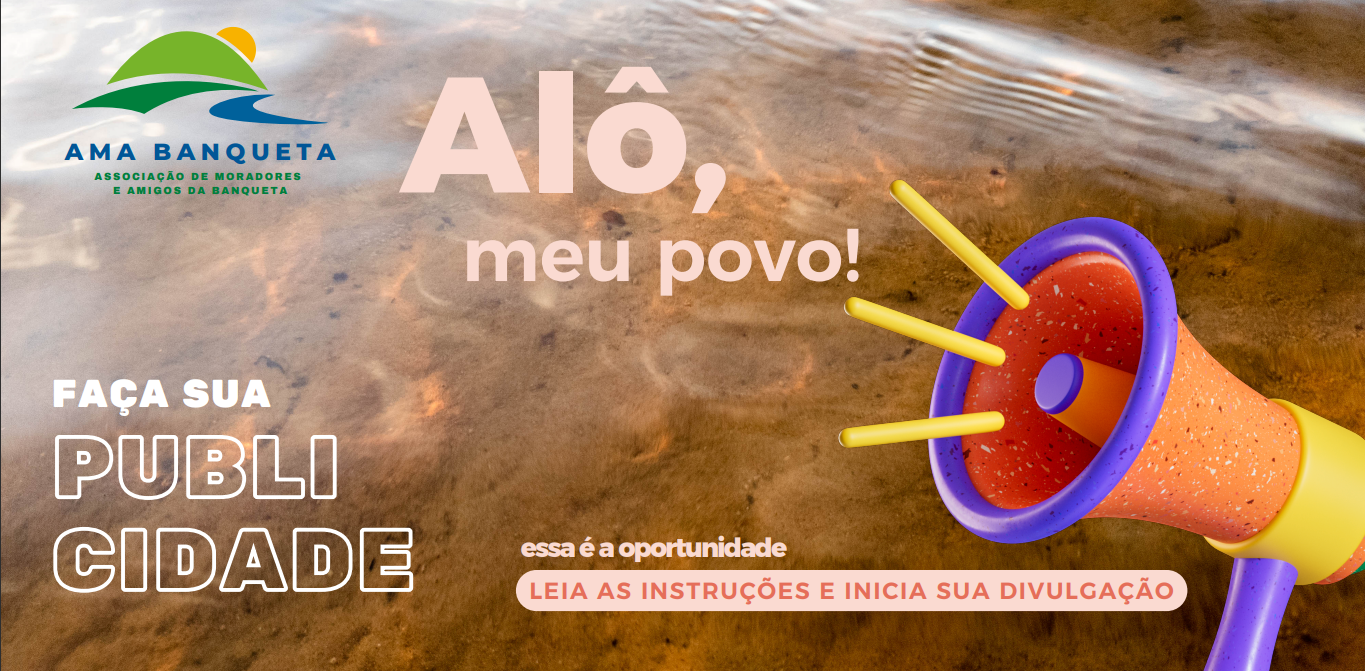 AMA BANQUETA
ASSOCIAÇÃO DE MORADORES
E AMIGOS DA BANQUETA
Alô,
meu povo!
FAÇA SUA
PUBLI
CIDADE
essa é a oportunidade
LEIA AS INSTRUÇÕES E INICIA SUA DIVULGAÇÃO